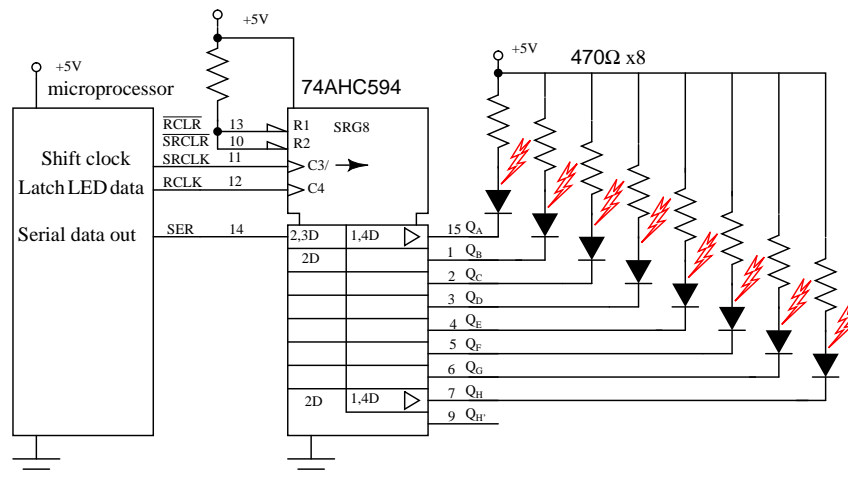 +5V
+5V
470Ω x8
+5V
microprocessor
74AHC594
RCLR 13 R1 SRG8
SRCLR 10 R2
Shift clock SRCLK 11 C3/
Latch LED data RCLK 12 C4
Serial data out SER 14 2,3D 1,4D 15 QA
2D 1 QB
2 QC
3 QD
4 QE
5 QF
6 QG
2D 1,4D 7 QH
9 QH'